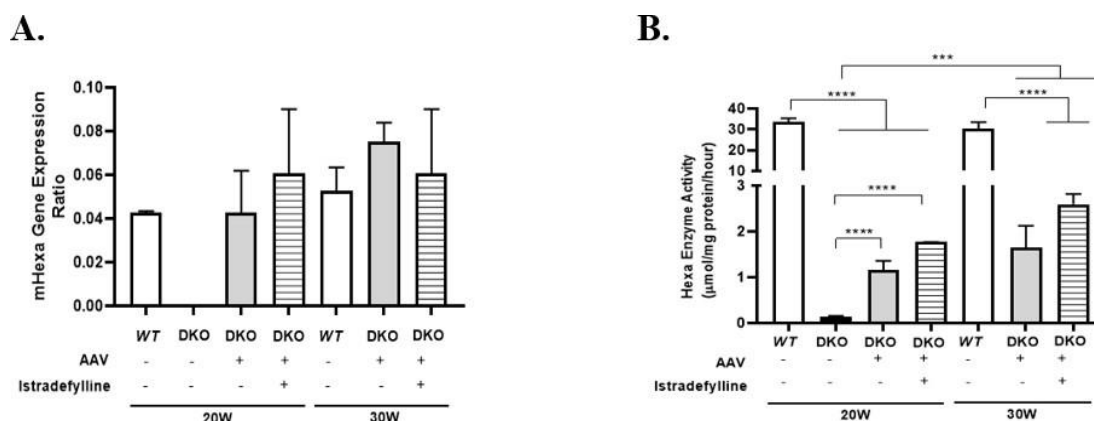 A.
B.
mHexa Gene Expression
Ratio
0.10
0.08
0.06
0.04
0.02
0.00
WT DKO DKO DKO WT DKO DKO
AAV - - + + - + +
Istradefylline - - - + - - +
20W 30W
Hexa Enzyme Activity
(µmol/mg protein/hour)
40
30
20
3
2
1
0
***
**** ****
****
****
WT DKO DKO DKO WT DKO DKO
AAV - - + + - + +
Istradefylline - - - + - - +
20W 30W